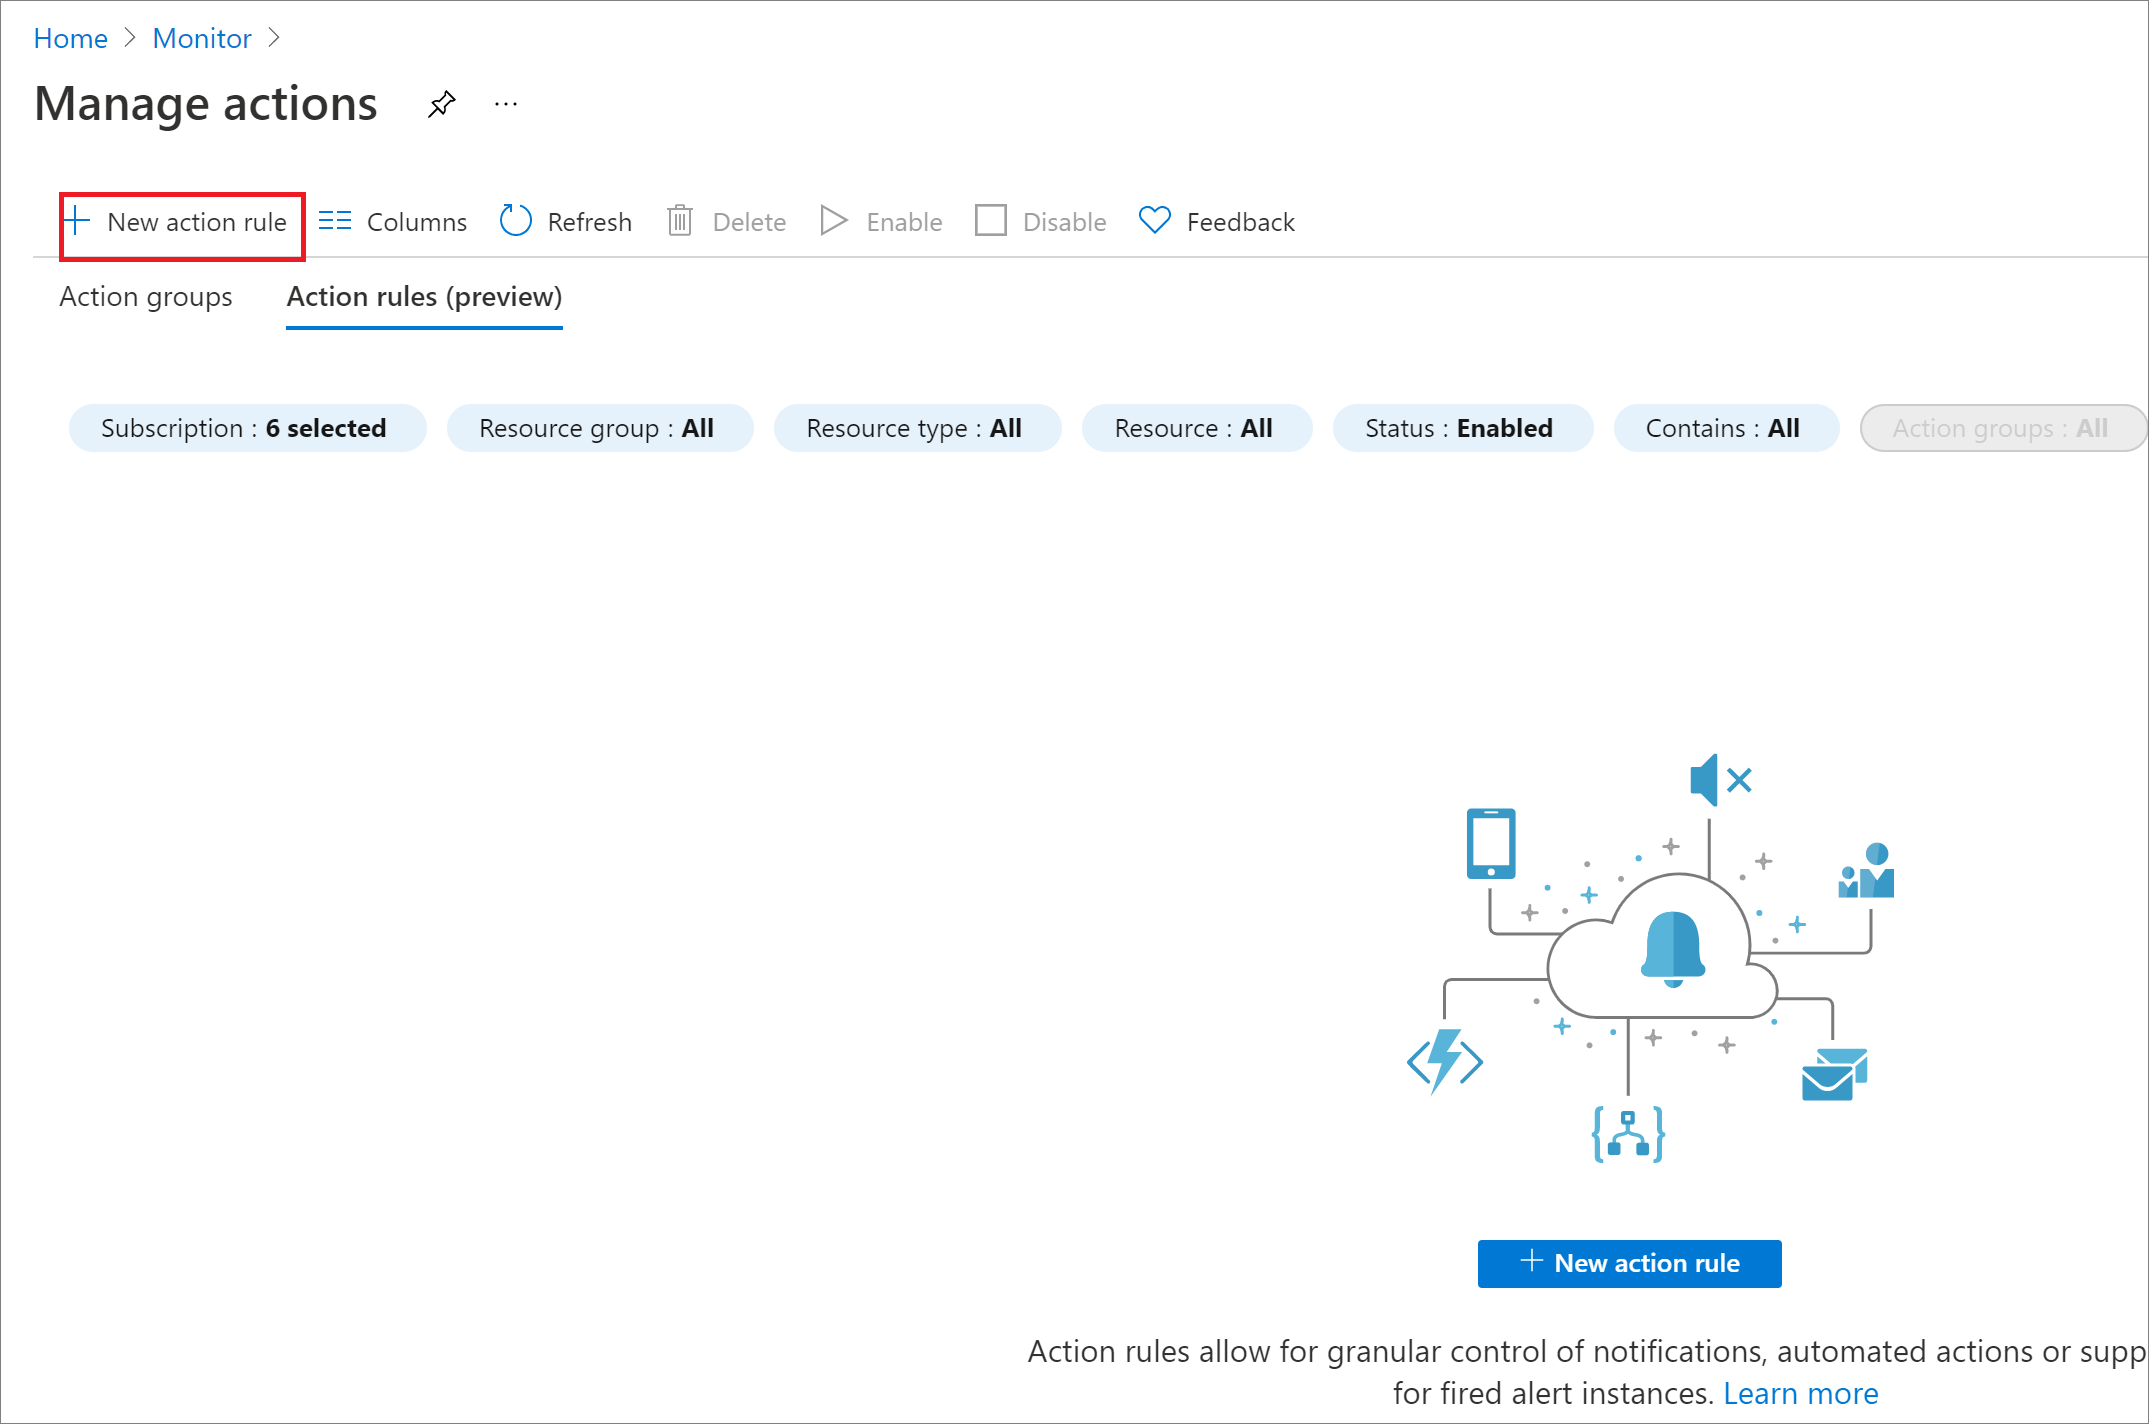 Home > Monitor >
Manage actions ...
New action rule Columns Refresh Delete Enable Disable Feedback
Action groups Action rules (preview)
Subscription : 6 selected Resource group : All Resource type : All Resource : All Status : Enabled Contains : All Action groups : All
+ New action rule
Action rules allow for granular control of notifications, automated actions or supp
for fired alert instances. Learn more